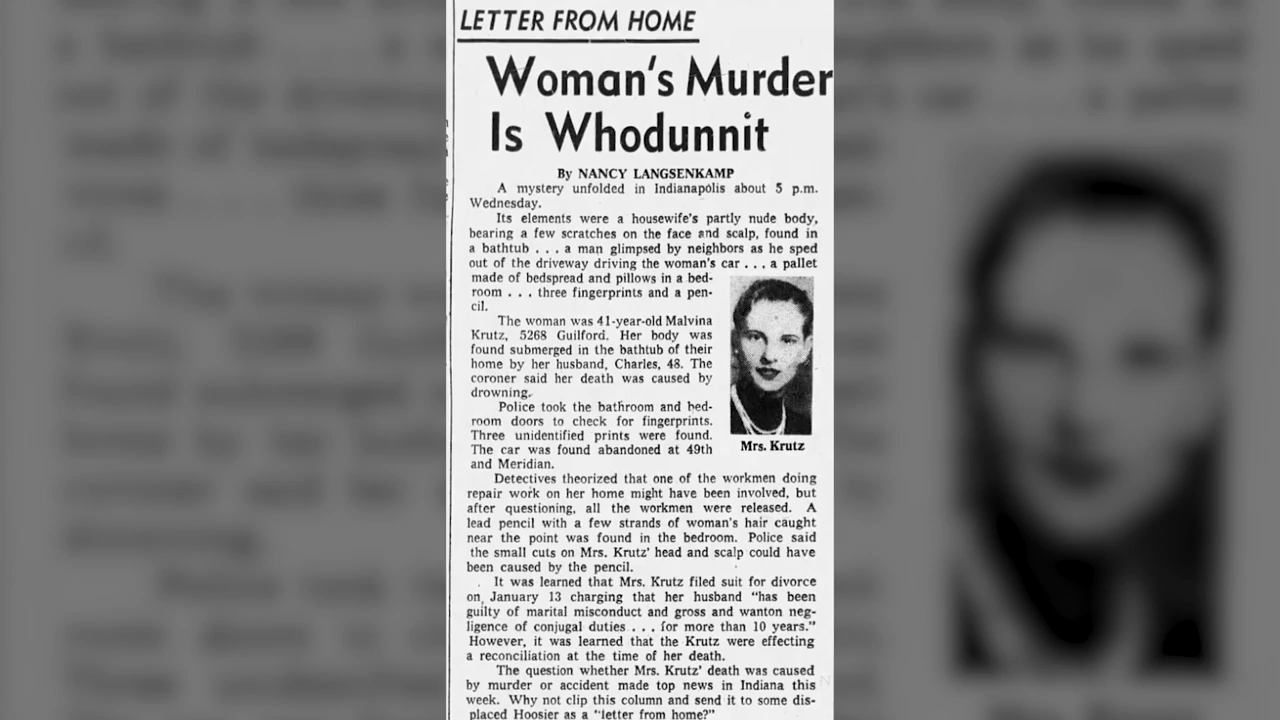 LETTER FROM HOME
Woman's Murder
Is Whodunnit
By NANCY LANGSENKAMP
A mystery unfolded in Indianapolis about 5 p.m.
Wednesday.
Its elements were a housewife's partly nude body,
bearing a few scratches on the face and scalp, found in
a bathtub . . . a man glimpsed by neighbors as he sped
out of the driveway driving the woman's car . . . a pallet
made of bedspread and pillows in a bed-
room . . . three fingerprints and a pen-
cil.
The woman was 41-year-old Malvina
Krutz, 5268 Guilford. Her body was
found submerged in the bathtub of their
home by her husband, Charles, 48. The
coroner said her death was caused by
drowning.
Police took the bathroom and bed-
room doors to check for fingerprints.
Three unidentified prints were found.
The car was found abandoned at 49th
and Meridian.
Mrs. Krutz
Detectives theorized that one of the workmen doing
repair work on her home might have been involved, but
after questioning, all the workmen were released. A
lead pencil with a few strands of woman's hair caught
near the point was found in the bedroom. Police said
the small cuts on Mrs. Krutz' head and scalp could have
been caused by the pencil.
It was learned that Mrs. Krutz filed suit for divorce
on January 13 charging that her husband "has been
guilty of marital misconduct and gross and wanton neg-
ligence of conjugal duties . . . for more than 10 years."
However, it was learned that the Krutz were effecting
a reconciliation at the time of her death.
The question whether Mrs. Krutz' death was caused
by murder or accident made top news in Indiana this
week. Why not clip this column and send it to some dis-
placed Hoosier as a "letter from home?"